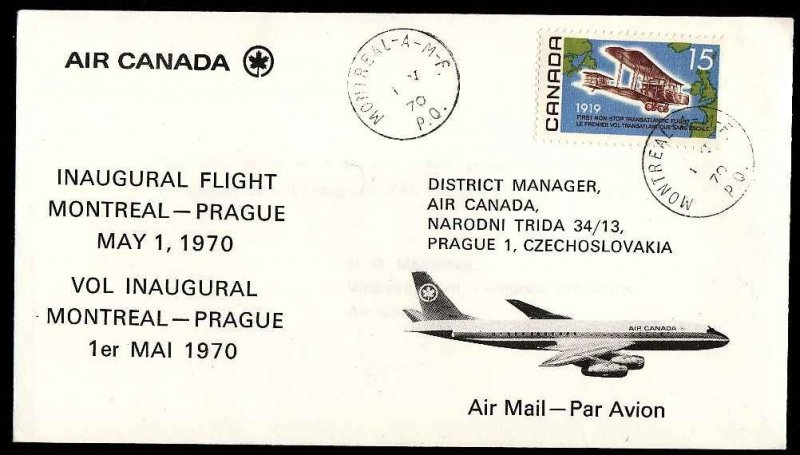 AIR CANADA
MONTREAL-A-M-F.
1 V
70
P.Q.
15
CANADA
1919
FIRST NON-STOP TRANSATLANTIC FLIGHT
LE PREMIER VOL TRANSATLANTIQUE SANS ESCALE
MONTREAL
70
P.Q.
INAUGURAL FLIGHT
MONTREAL—PRAGUE
MAY 1, 1970
VOL INAUGURAL
MONTREAL—PRAGUE
1er MAI 1970
DISTRICT MANAGER,
AIR CANADA,
NARODNI TRIDA 34/13,
PRAGUE 1, CZECHOSLOVAKIA
AIR CANADA
Air Mail—Par Avion